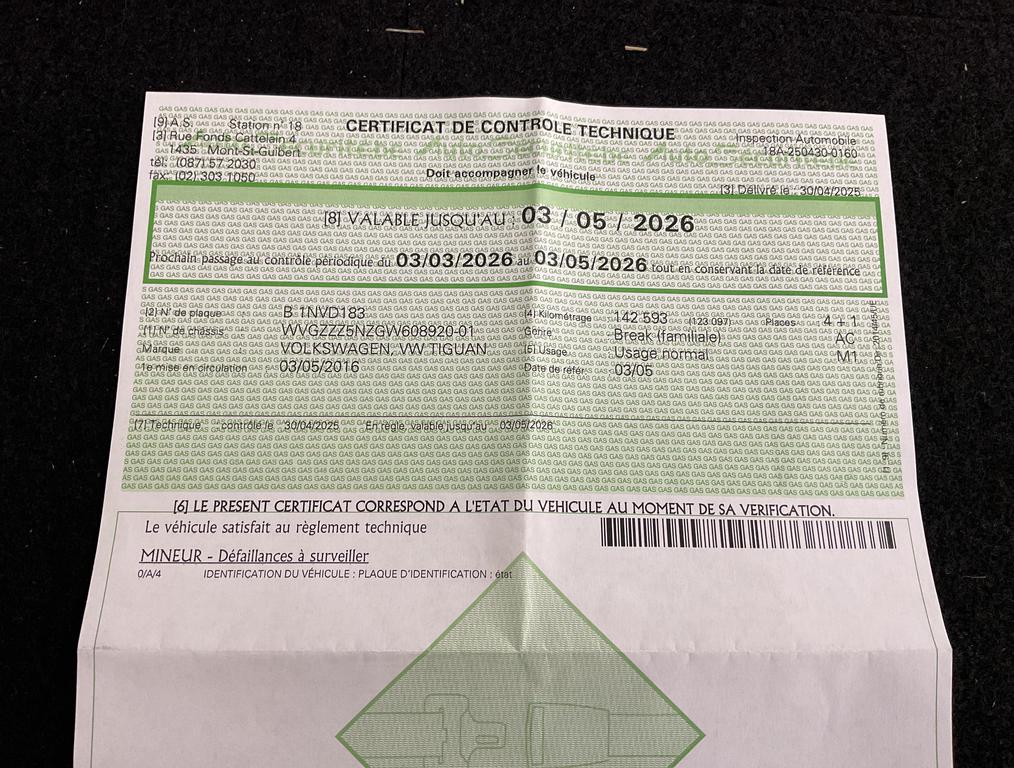 [9] A.S. Station n° 18
[3] Rue Fonds Cattelain 4
1435 Mont-St-Guibert
tél.: (087) 57 2030
fax: (02) 303 1050
CERTIFICAT DE CONTROLE TECHNIQUE
Doit accompagner le véhicule
Inspection Automobile
18A-250430-0160
[3] Délivré le : 30/04/2025
[8] VALABLE JUSQU'AU : 03 / 05 / 2026
Prochain passage au contrôle périodique du 03/03/2026 au 03/05/2026 tout en conservant la date de référence
[2] N° de plaque B 1NVD183
[1] N° de chassis WVGZZZ5NZGW608920-01
Marque VOLKSWAGEN, VW TIGUAN
1e mise en circulation 03/05/2016
[4] Kilométrage 142 593 (123 097) Places 4 + 1
Genre Break (familiale) AC
[5] Usage Usage normal M1
Date de référ 03/05
[7] Technique contrôlé le 30/04/2025 En règle, valable jusqu'au 03/05/2026
[6] LE PRESENT CERTIFICAT CORRESPOND A L'ETAT DU VEHICULE AU MOMENT DE SA VERIFICATION.
Le véhicule satisfait au règlement technique
MINEUR - Défaillances à surveiller
0/A/4 IDENTIFICATION DU VÉHICULE : PLAQUE D'IDENTIFICATION : état